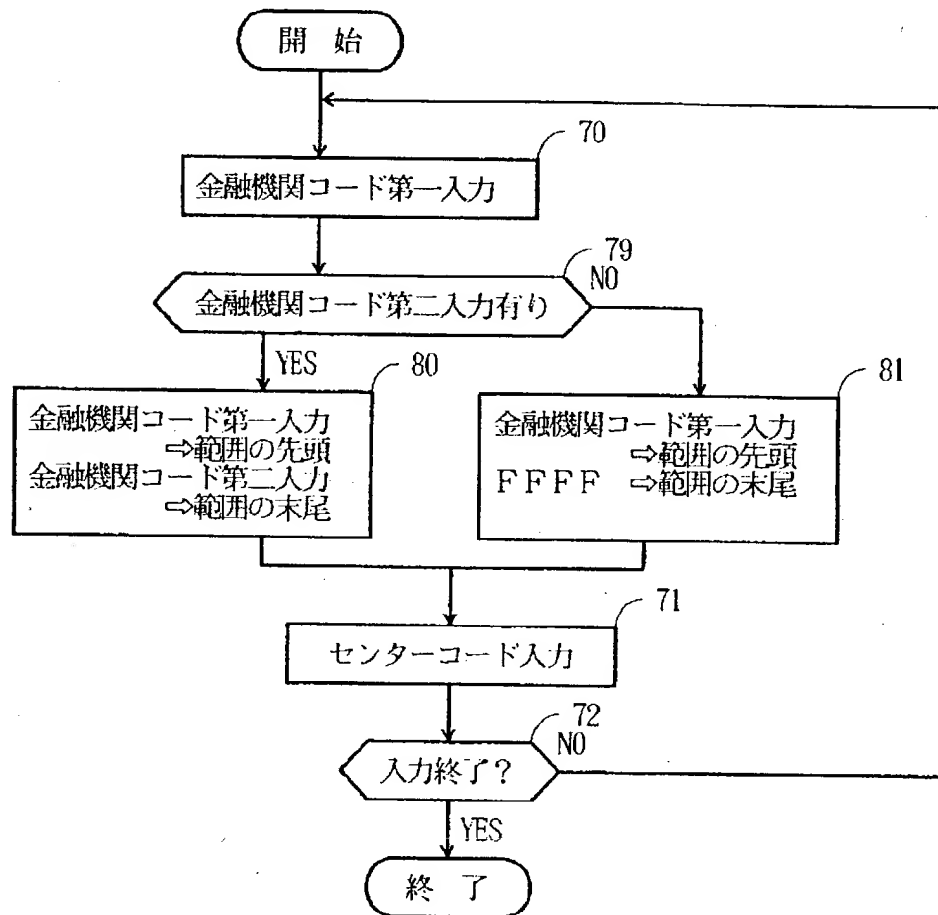 開 始
70
金融機関コード第一入力
79
NO
金融機関コード第二入力有り
YES
80
金融機関コード第一入力
⇨範囲の先頭
金融機関コード第二入力
⇨範囲の末尾
81
金融機関コード第一入力
⇨範囲の先頭
FFFF ⇨範囲の末尾
71
センターコード入力
72
NO
入力終了?
YES
終 了